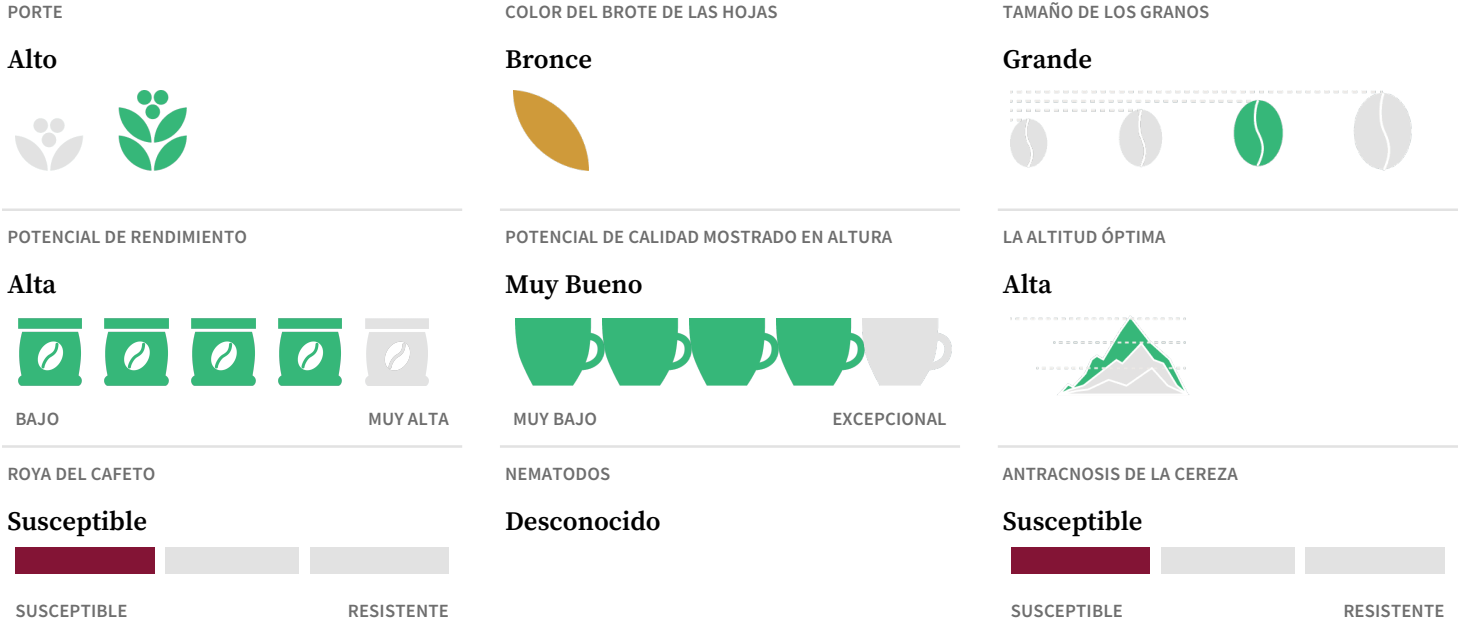 PORTE
Alto
COLOR DEL BROTE DE LAS HOJAS
Bronce
TAMAÑO DE LOS GRANOS
Grande
POTENCIAL DE RENDIMIENTO
Alta
BAJO
MUY ALTA
POTENCIAL DE CALIDAD MOSTRADO EN ALTURA
Muy Bueno
MUY BAJO
EXCEPCIONAL
LA ALTITUD ÓPTIMA
Alta
ROYA DEL CAFETO
Susceptible
SUSCEPTIBLE
RESISTENTE
NEMATODOS
Desconocido
ANTRACNOSIS DE LA CEREZA
Susceptible
SUSCEPTIBLE
RESISTENTE